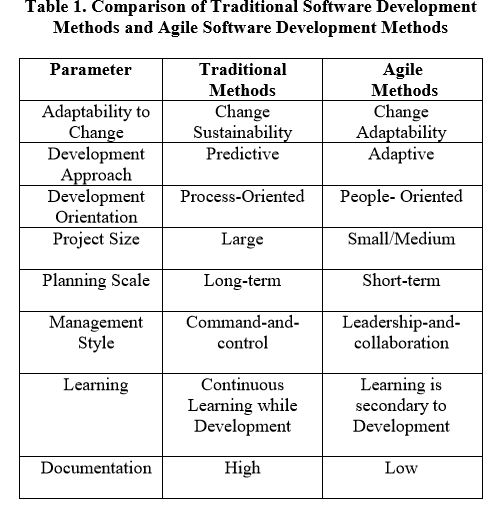 Table 1. Comparison of Traditional Software Development
Methods and Agile Software Development Methods
Parameter Traditional Methods Agile Methods
Adaptability to Change Change Sustainability Change Adaptability
Development Approach Predictive Adaptive
Development Orientation Process-Oriented People- Oriented
Project Size Large Small/Medium
Planning Scale Long-term Short-term
Management Style Command-and-control Leadership-and-collaboration
Learning Continuous Learning while Development Learning is secondary to Development
Documentation High Low